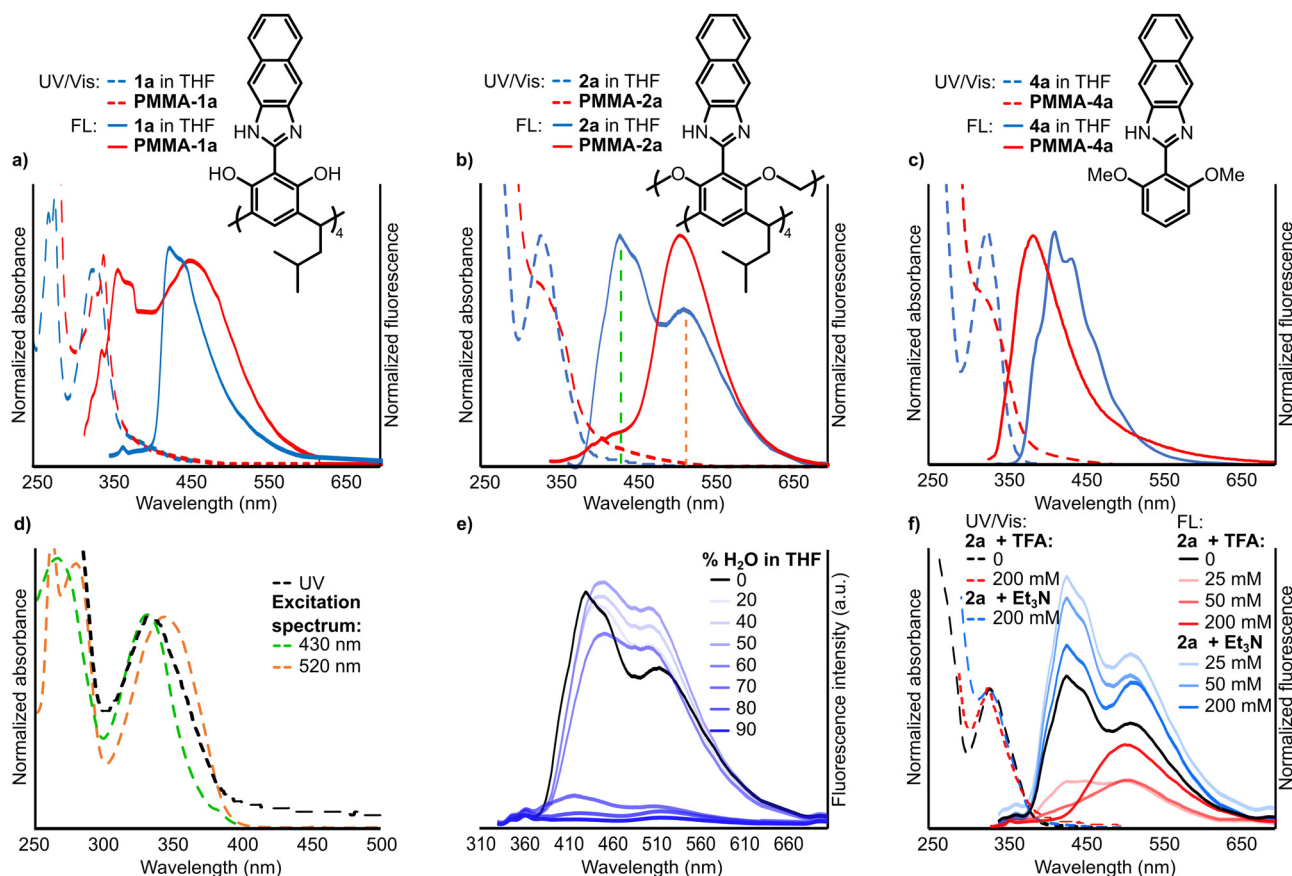 UV/Vis: 1a in THF
PMMA-1a
FL: 1a in THF
PMMA-1a
a)
HN N
HO OH
4
Normalized absorbance
Normalized fluorescence
250 350 450 550 650
Wavelength (nm)
UV/Vis: 2a in THF
PMMA-2a
FL: 2a in THF
PMMA-2a
b)
HN N
O O
4
Normalized absorbance
Normalized fluorescence
250 350 450 550 650
Wavelength (nm)
UV/Vis: 4a in THF
PMMA-4a
FL: 4a in THF
PMMA-4a
c)
HN N
MeO OMe
Normalized absorbance
Normalized fluorescence
250 350 450 550 650
Wavelength (nm)
d)
UV
Excitation
spectrum:
430 nm
520 nm
Normalized absorbance
250 300 350 400 450 500
Wavelength (nm)
e)
% H2O in THF
0
20
40
50
60
70
80
90
Fluorescence intensity (a.u.)
310 360 410 460 510 560 610 660
Wavelength (nm)
f)
UV/Vis:
2a + TFA:
0
200 mM
2a + Et3N
200 mM
FL:
2a + TFA:
0
25 mM
50 mM
200 mM
2a + Et3N
25 mM
50 mM
200 mM
Normalized absorbance
Normalized fluorescence
250 350 450 550 650
Wavelength (nm)